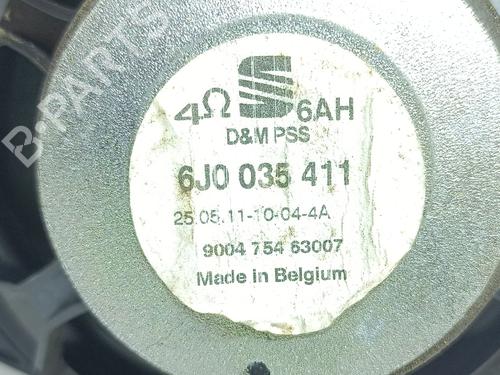 B-PARTS
4Ω 6AH
D&M PSS
6J0 035 411
25.05.11-10-04-4A
9004 754 63007
Made in Belgium